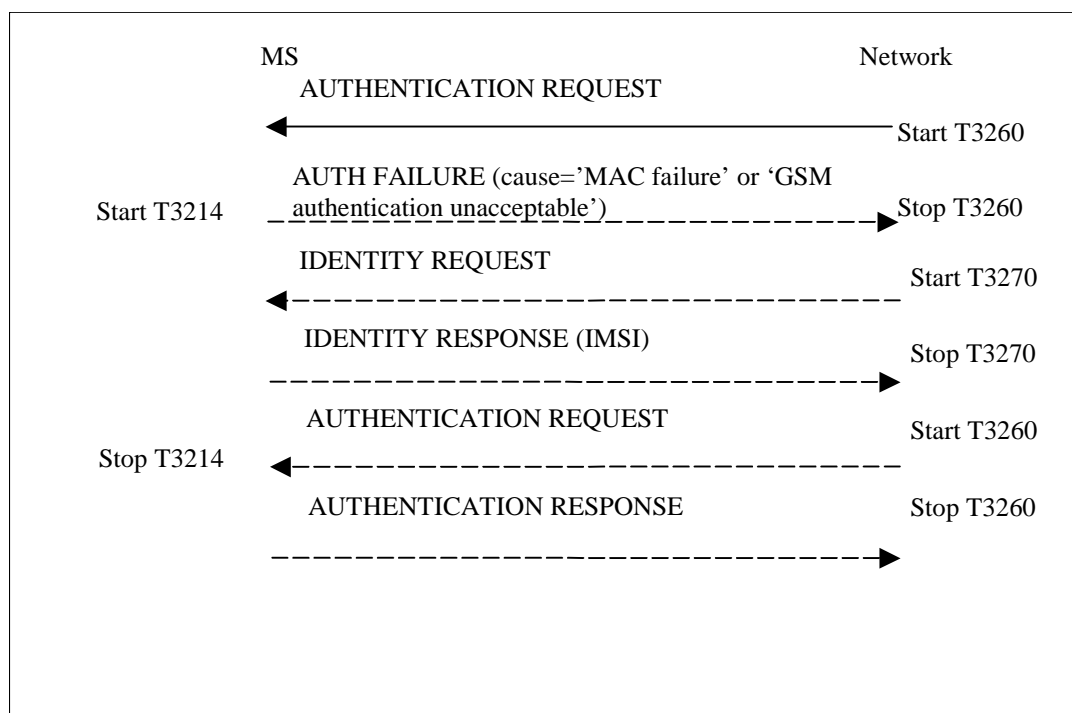 MS Network
AUTHENTICATION REQUEST
Start T3260
AUTH FAILURE (cause=’MAC failure’ or ‘GSM
authentication unacceptable’)
Start T3214
Stop T3260
IDENTITY REQUEST
Start T3270
IDENTITY RESPONSE (IMSI)
Stop T3270
AUTHENTICATION REQUEST
Start T3260
Stop T3214
AUTHENTICATION RESPONSE
Stop T3260